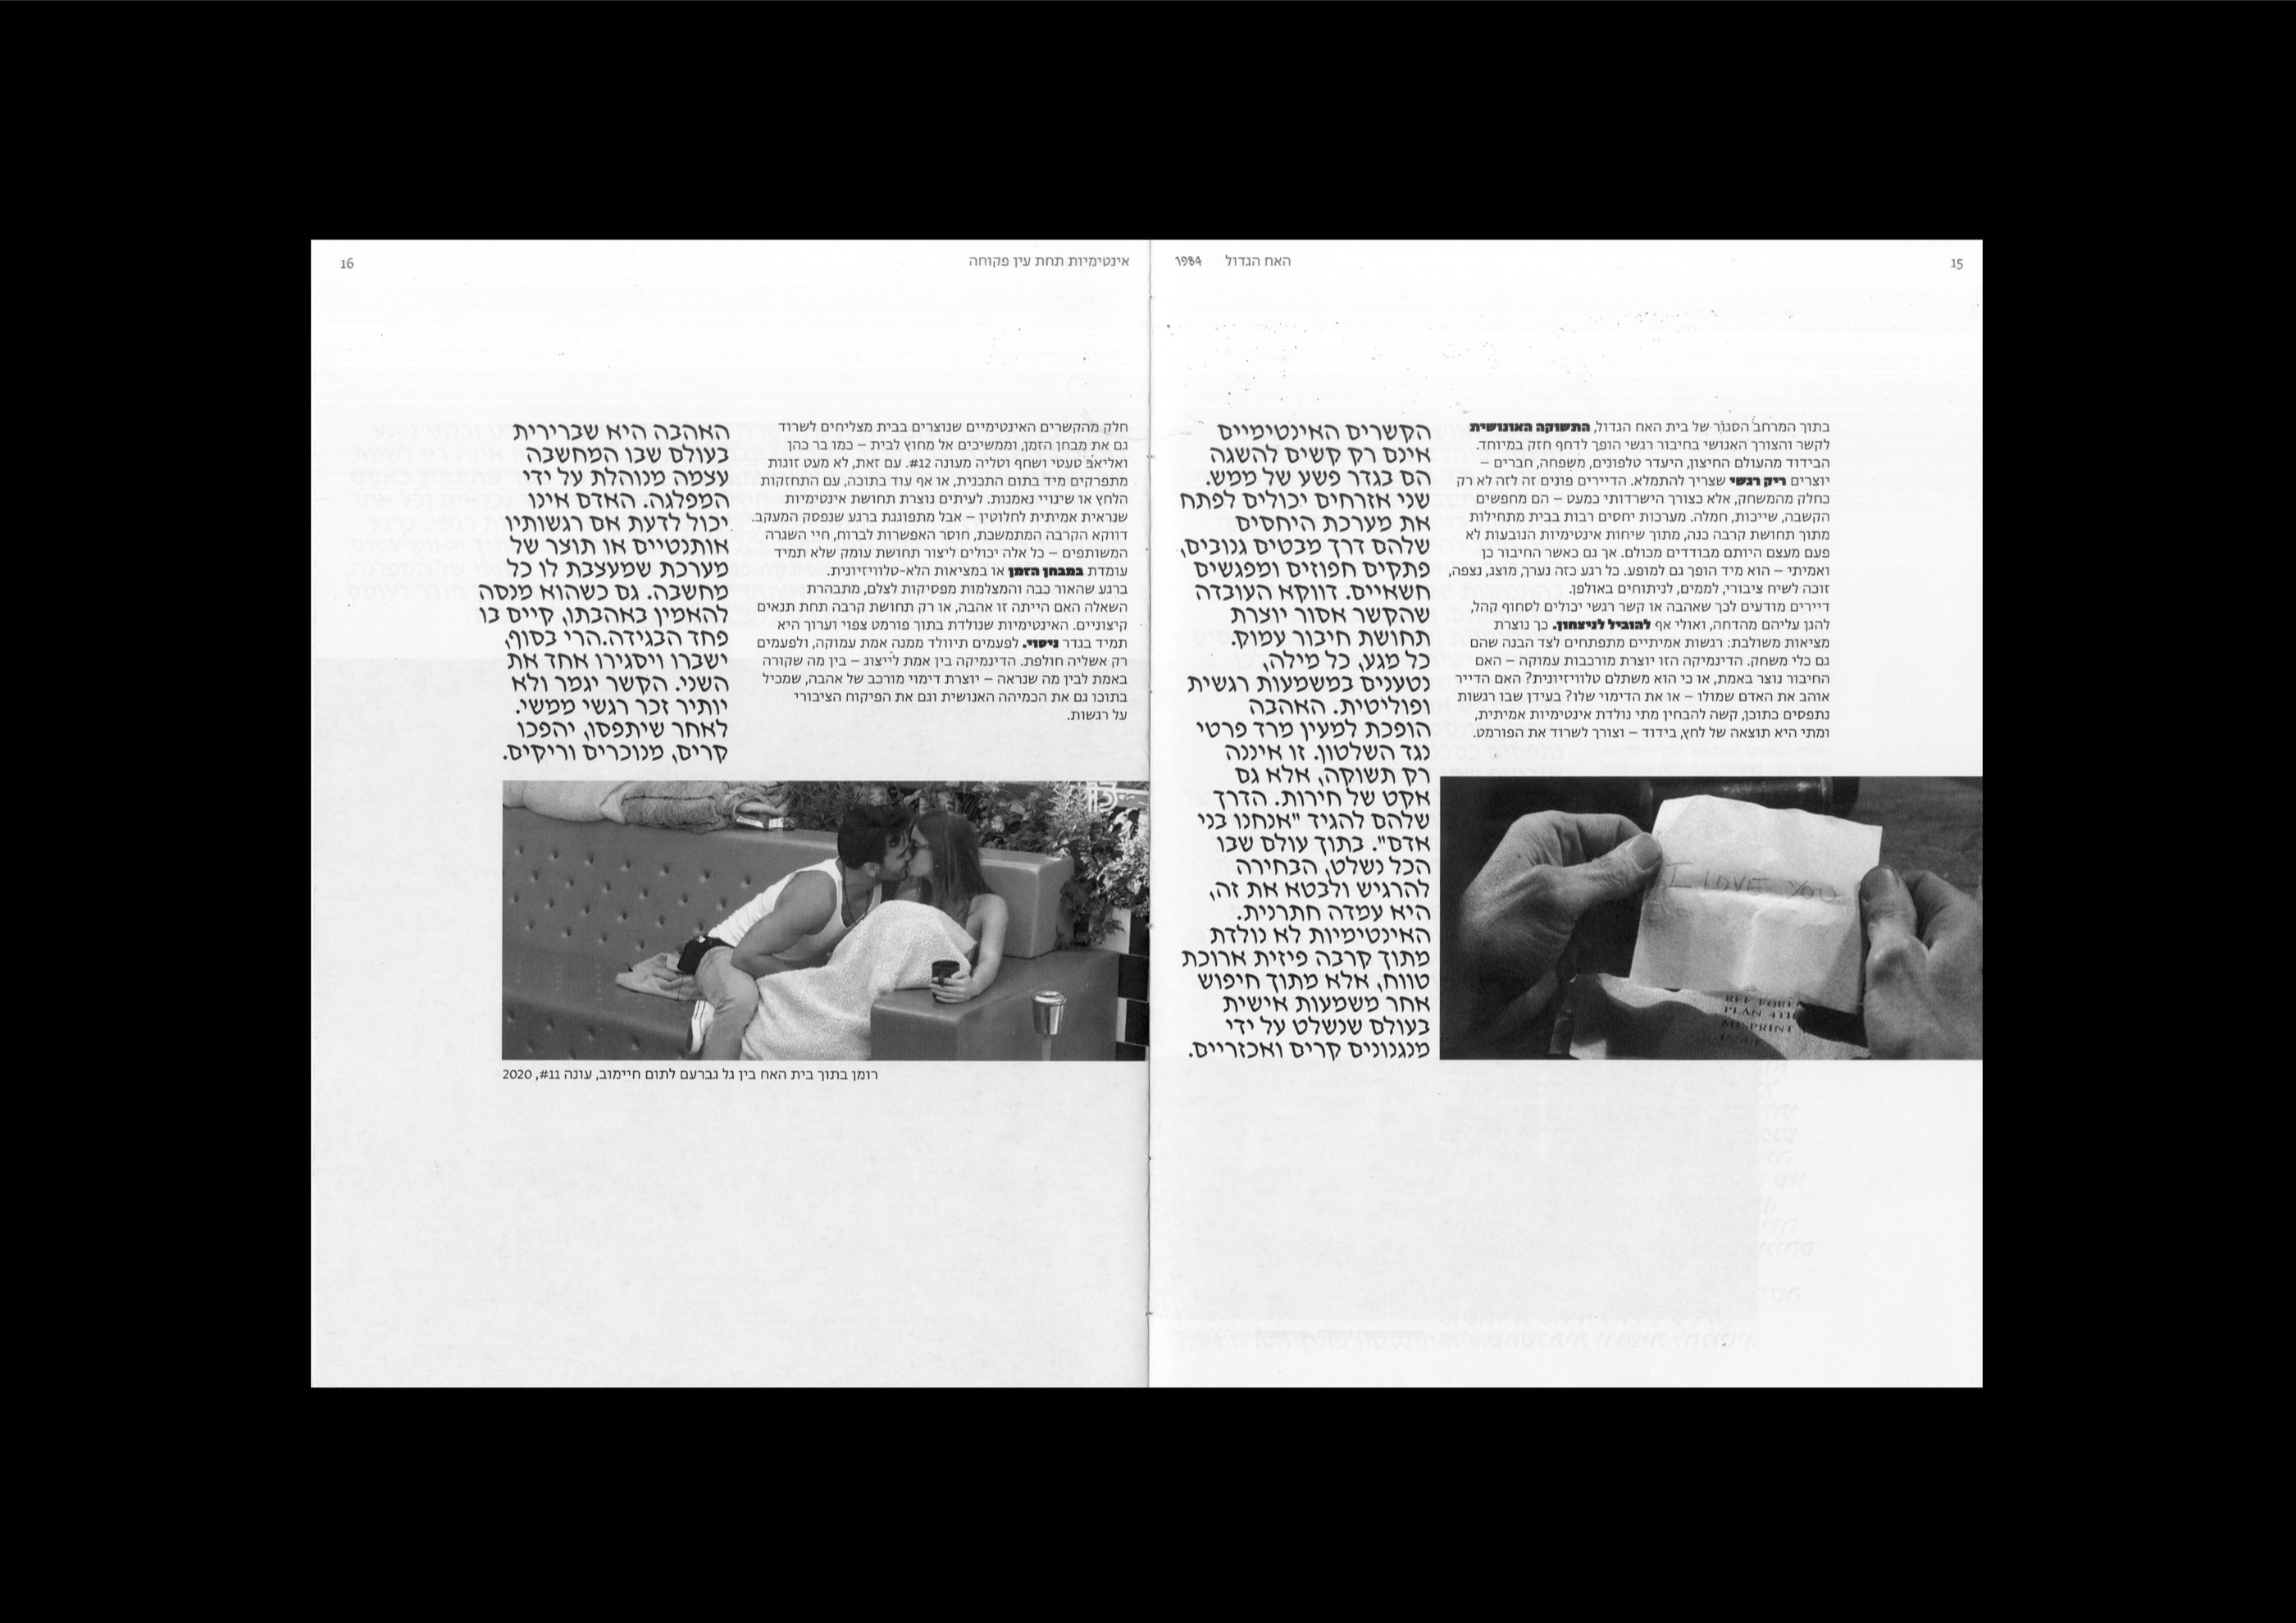 15
האח הגדול 1984
בתוך המרחב הסגור של בית האח הגדול, התשוקה האונושית
לקשר והצורך האנושי בחיבור רגשי הופך לדחף חזק במיוחד.
הבידוד מהעולם החיצון, היעדר טלפונים, משפחה, חברים –
יוצרים ריק רגשי שצריך להתמלא. הדיירים פונים זה לזה לא רק
כחלק מהמשחק, אלא כצורך הישרדותי כמעט – הם מחפשים
הקשבה, שייכות, חמלה. מערכות יחסים רבות בבית מתחילות
מתוך תחושת קרבה כנה, מתוך שיחות אינטימיות הנובעות לא
פעם מעצם היותם מבודדים מכולם. אך גם כאשר החיבור כן
ואמיתי – הוא מיד הופך גם למופע. כל רגע כזה נערך, מוצג, נצפה,
זוכה לשיח ציבורי, לממים, לניתוחים באולפן.
דיירים מודעים לכך שאהבה או קשר רגשי יכולים לסחוף קהל,
להגן עליהם מהדחה, ואולי אף להוביל לניצחון. כך נוצרת
מציאות משולבת: רגשות אמיתיים מתפתחים לצד הבנה שהם
גם כלי משחק. הדינמיקה הזו יוצרת מורכבות עמוקה – האם
החיבור נוצר באמת, או כי הוא משתלם טלוויזיונית? האם הדייר
אוהב את האדם שמולו – או את הדימוי שלו? בעידן שבו רגשות
נתפסים כתוכן, קשה להבחין מתי נולדת אינטימיות אמיתית,
ומתי היא תוצאה של לחץ, בידוד – וצורך לשרוד את הפורמט.
I LOVE YOU
PLAN 4TH
MISPRINT
ISSUE
הקשרים האינטימיים
אינם רק קשים להשגה
הם בגדר פשע של ממש.
שני אזרחים יכולים לפתח
את מערכת היחסים
שלהם דרך מבטים גנובים,
פתקים חפוזים ומפגשים
חשאיים. דווקא העובדה
שהקשר אסור יוצרת
תחושת חיבור עמוק.
כל מגע, כל מילה,
נטענים במשמעות רגשית
ופוליטית. האהבה
הופכת למעין מרד פרטי
נגד השלטון. זו איננה
רק תשוקה, אלא גם
אקט של חירות. הדרך
שלהם להגיד "אנחנו בני
אדם". בתוך עולם שבו
הכל נשלט, הבחירה
להרגיש ולבטא את זה,
היא עמדה חתרנית.
האינטימיות לא נולדת
מתוך קרבה פיזית ארוכת
טווח, אלא מתוך חיפוש
אחר משמעות אישית
בעולם שנשלט על ידי
מנגנונים קרים ואכזריים.
אינטימיות תחת עין פקוחה
16
חלק מהקשרים האינטימיים שנוצרים בבית מצליחים לשרוד
גם את מבחן הזמן, וממשיכים אל מחוץ לבית – כמו בר כהן
ואליאב טעטי ושחף וטליה מעונה 12#. עם זאת, לא מעט זוגות
מתפרקים מיד בתום התכנית, או אף עוד בתוכה, עם התחזקות
הלחץ או שינויי נאמנות. לעיתים נוצרת תחושת אינטימיות
שנראית אמיתית לחלוטין – אבל מתפוגגת ברגע שנפסק המעקב.
דווקא הקרבה המתמשכת, חוסר האפשרות לברוח, חיי השגרה
המשותפים – כל אלה יכולים ליצור תחושת עומק שלא תמיד
עומדת במבחן הזמן או במציאות הלא-טלוויזיונית.
ברגע שהאור כבה והמצלמות מפסיקות לצלם, מתבהרת
השאלה האם הייתה זו אהבה, או רק תחושת קרבה תחת תנאים
קיצוניים. האינטימיות שנולדת בתוך פורמט צפוי וערוך היא
תמיד בגדר ניסוי. לפעמים תיוולד ממנה אמת עמוקה, ולפעמים
רק אשליה חולפת. הדינמיקה בין אמת לייצוג – בין מה שקורה
באמת לבין מה שנראה – יוצרת דימוי מורכב של אהבה, שמכיל
בתוכו גם את הכמיהה האנושית וגם את הפיקוח הציבורי
על רגשות.
האהבה היא שברירית
בעולם שבו המחשבה
עצמה מנוהלת על ידי
המפלגה. האדם אינו
יכול לדעת אם רגשותיו
אותנטיים או תוצר של
מערכת שמעצבת לו כל
מחשבה. גם כשהוא מנסה
להאמין באהבתו, קיים בו
פחד הבגידה.הרי בסוף,
ישברו ויסגירו אחד את
השני. הקשר יגמר ולא
יותיר זכר רגשי ממשי.
לאחר שיתפסו, יהפכו
קרים, מנוכרים וריקים.
רומן בתוך בית האח בין גל גברעם לתום חיימוב, עונה 11#, 2020